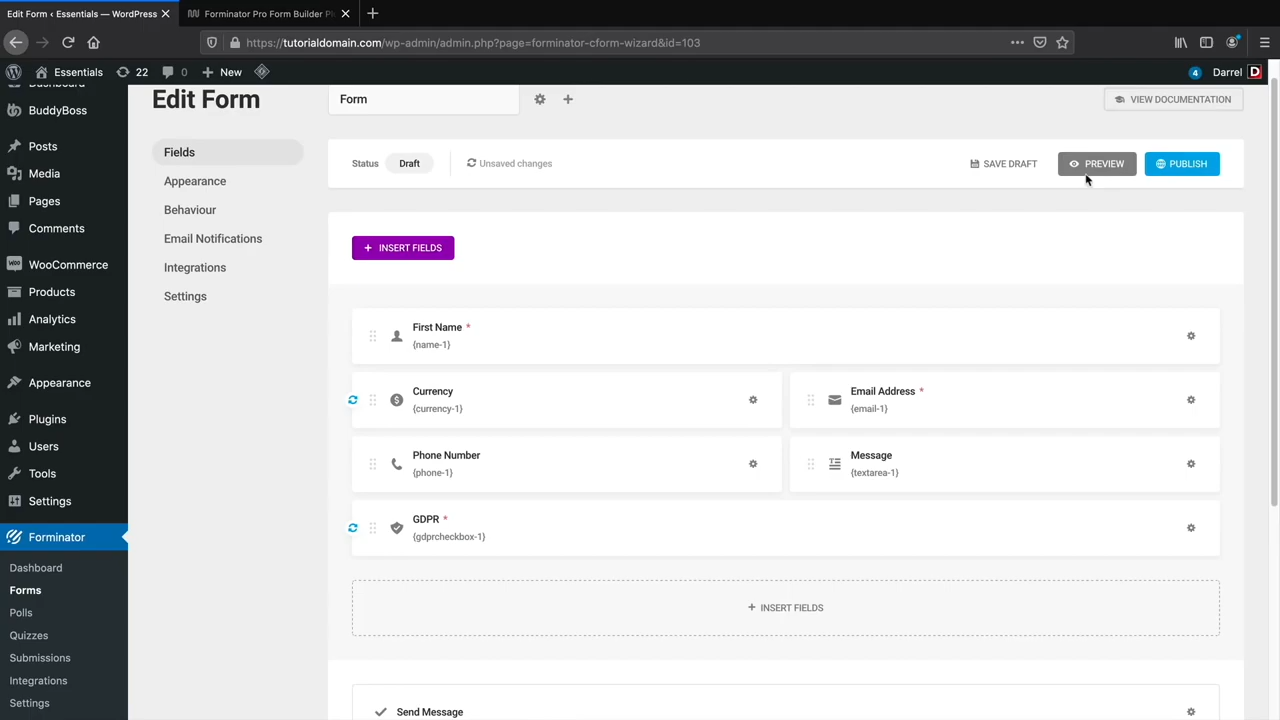 Edit Form ‹ Essentials — WordPress
Forminator Pro Form Builder Pl
https://tutorialdomain.com/wp-admin/admin.php?page=forminator-cform-wizard&id=103
Essentials
22
0
New
4
Darrel
D
Dashboard
BuddyBoss
Posts
Media
Pages
Comments
WooCommerce
Products
Analytics
Marketing
Appearance
Plugins
Users
Tools
Settings
Forminator
Dashboard
Forms
Polls
Quizzes
Submissions
Integrations
Settings
Edit Form
Form
VIEW DOCUMENTATION
Fields
Appearance
Behaviour
Email Notifications
Integrations
Settings
Status
Draft
Unsaved changes
SAVE DRAFT
PREVIEW
PUBLISH
+ INSERT FIELDS
First Name *
{name-1}
Currency
{currency-1}
Email Address *
{email-1}
Phone Number
{phone-1}
Message
{textarea-1}
GDPR *
{gdprcheckbox-1}
+ INSERT FIELDS
Send Message